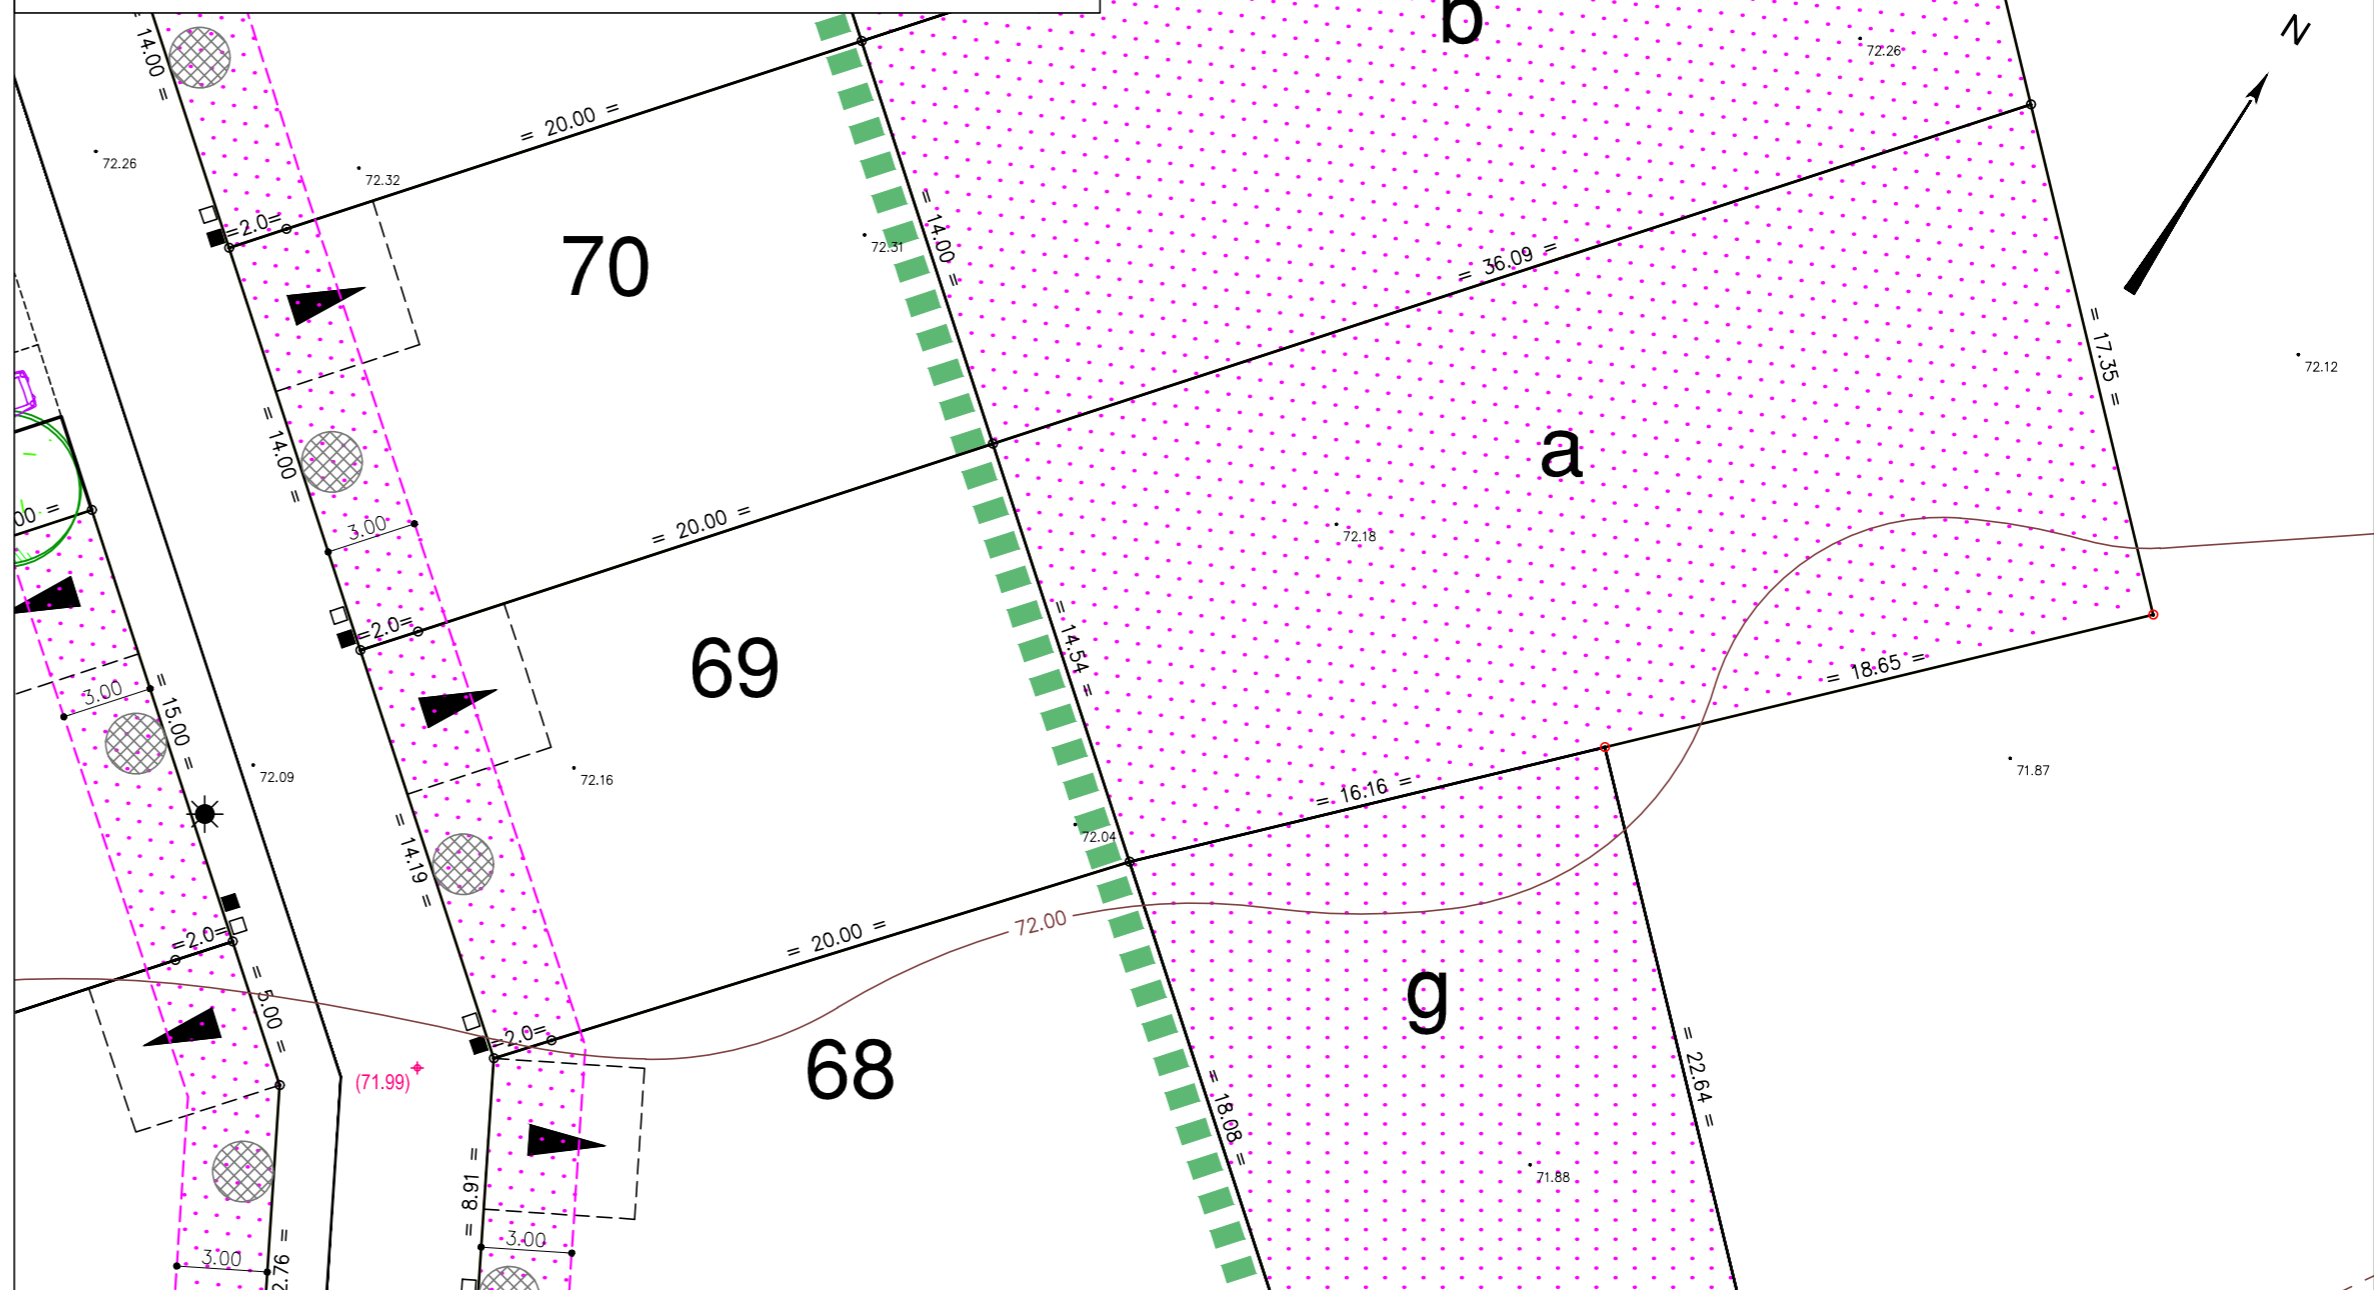 b
N
= 14.00 =
72.26
72.26
= 20.00 =
72.32
=2.0=
70
72.31
= 14.00 =
= 36.09 =
= 17.35 =
72.12
a
= 14.00 =
00 =
3.00
= 20.00 =
72.18
=2.0=
69
= 14.54 =
= 18.65 =
3.00
= 15.00 =
72.09
72.16
= 16.16 =
71.87
72.04
= 14.19 =
=2.0=
= 20.00 =
72.00
g
= 5.00 =
=2.0=
68
(71.99)
= 22.64 =
= 18.08 =
71.88
= 8.91 =
3.00
3.00
2.76 =